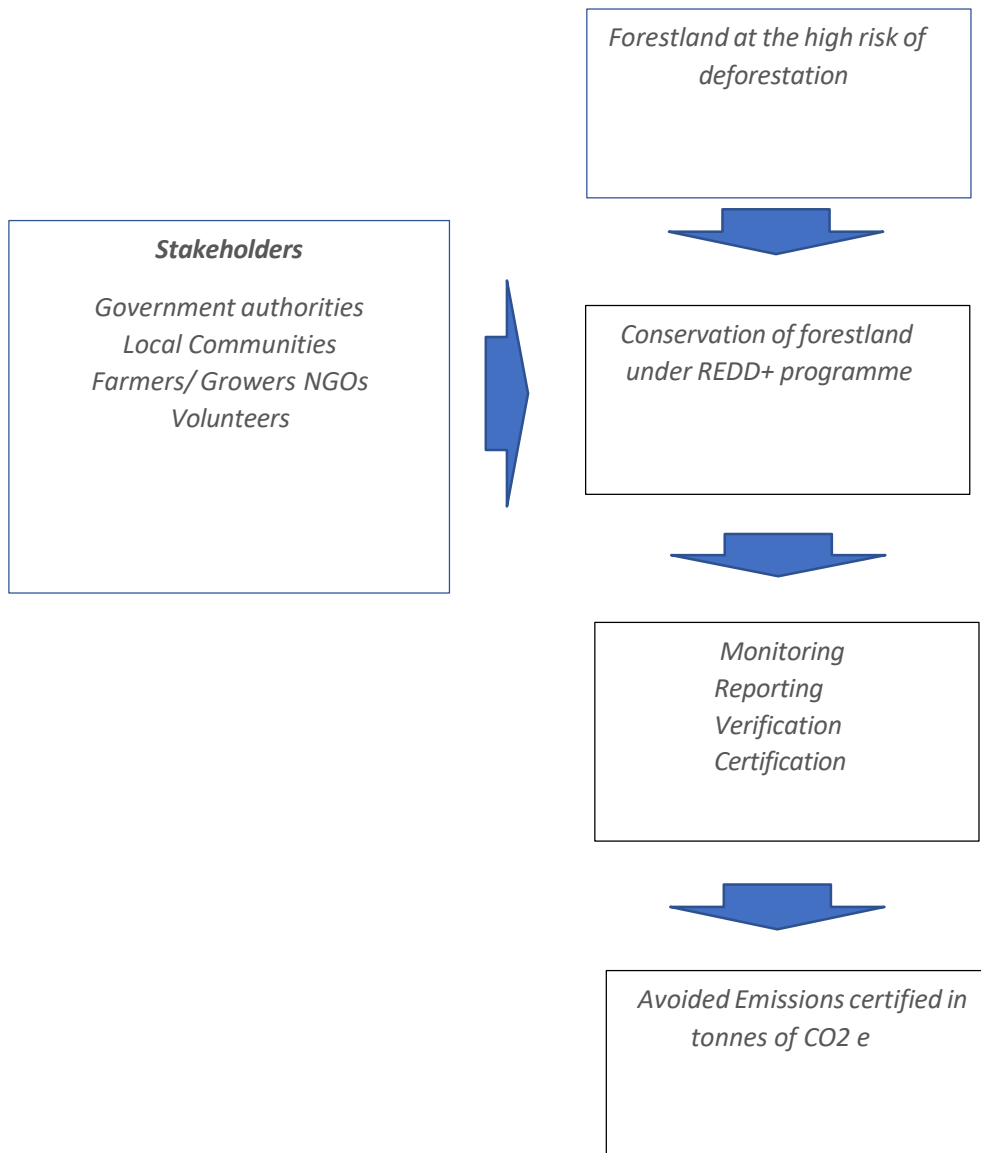 Forestland at the high risk of
deforestation
Stakeholders
Government authorities
Local Communities
Farmers/ Growers NGOs
Volunteers
Conservation of forestland
under REDD+ programme
Monitoring
Reporting
Verification
Certification
Avoided Emissions certified in
tonnes of CO2 e